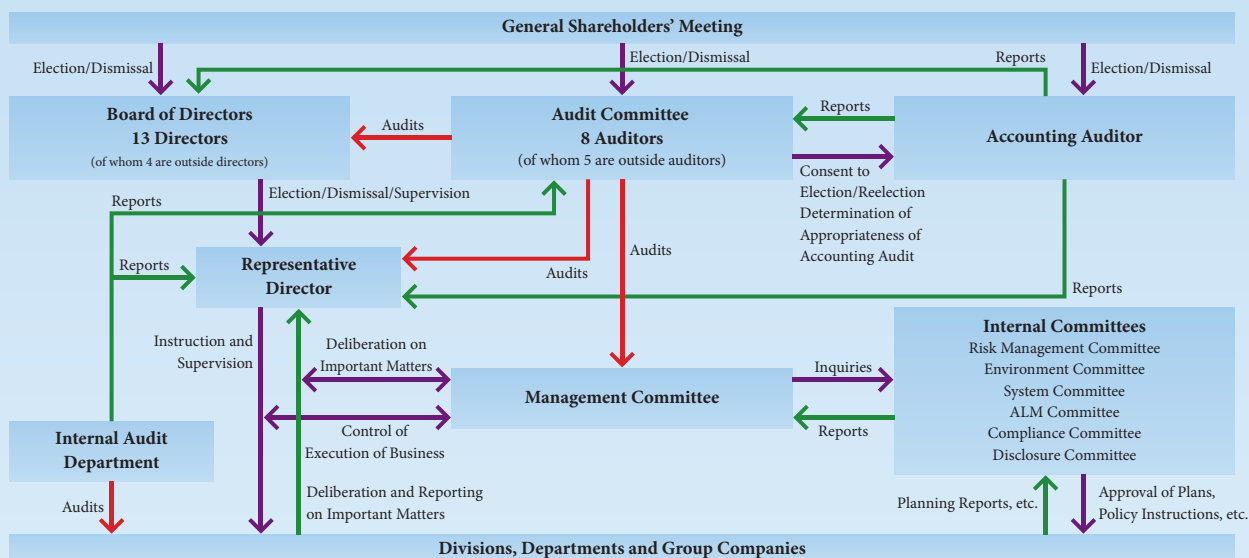 General Shareholders’ Meeting
Election/Dismissal
Election/Dismissal
Reports
Election/Dismissal
Board of Directors
13 Directors
(of whom 4 are outside directors)
Audits
Audit Committee
8 Auditors
(of whom 5 are outside auditors)
Reports
Accounting Auditor
Consent to
Election/Reelection
Determination of
Appropriateness of
Accounting Audit
Election/Dismissal/Supervision
Reports
Reports
Representative
Director
Audits
Audits
Reports
Instruction and
Supervision
Deliberation on
Important Matters
Management Committee
Inquiries
Reports
Internal Committees
Risk Management Committee
Environment Committee
System Committee
ALM Committee
Compliance Committee
Disclosure Committee
Control of
Execution of Business
Internal Audit
Department
Audits
Deliberation and Reporting
on Important Matters
Planning Reports, etc.
Approval of Plans,
Policy Instructions, etc.
Divisions, Departments and Group Companies